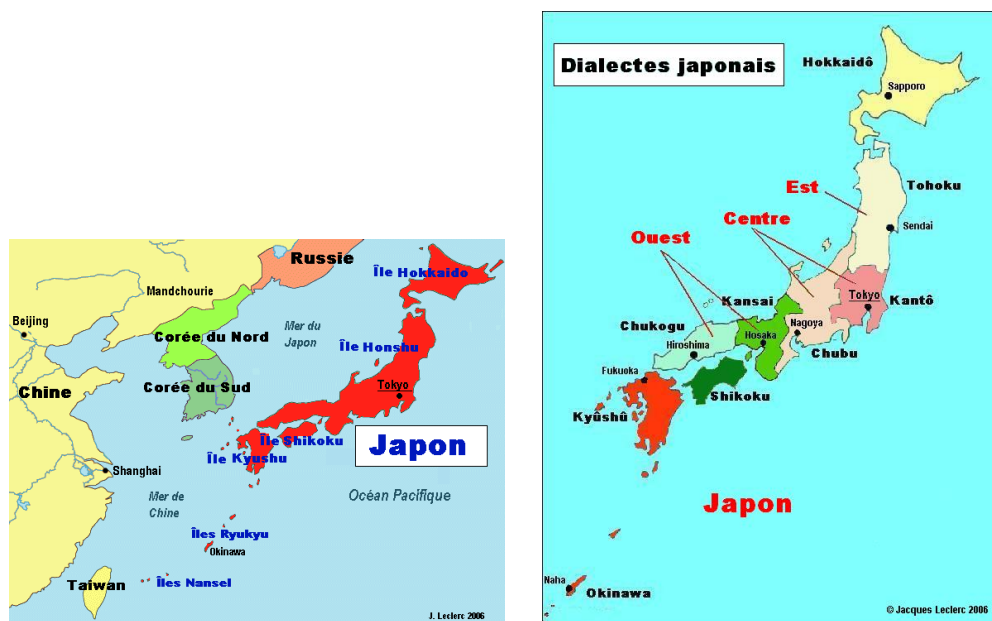 Russie
Île Hokkaido
Mandchourie
Beijing
Corée du Nord
Mer du
Japon
Île Honshu
Chine
Corée du Sud
Tokyo
Île Shikoku
Île Kyushu
Japon
Shanghai
Mer de
Chine
Océan Pacifique
Îles Ryukyu
Okinawa
Îles Nansel
Taiwan
J. Leclerc 2006
Dialectes japonais
Hokkaidô
Sapporo
Tohoku
Est
Sendai
Centre
Ouest
Kansai
Tokyo
Kantô
Chukogu
Nagoya
Hosaka
Hiroshima
Chubu
Fukuoka
Shikoku
Kyûshû
Japon
Naha
Okinawa
© Jacques Leclerc 2006